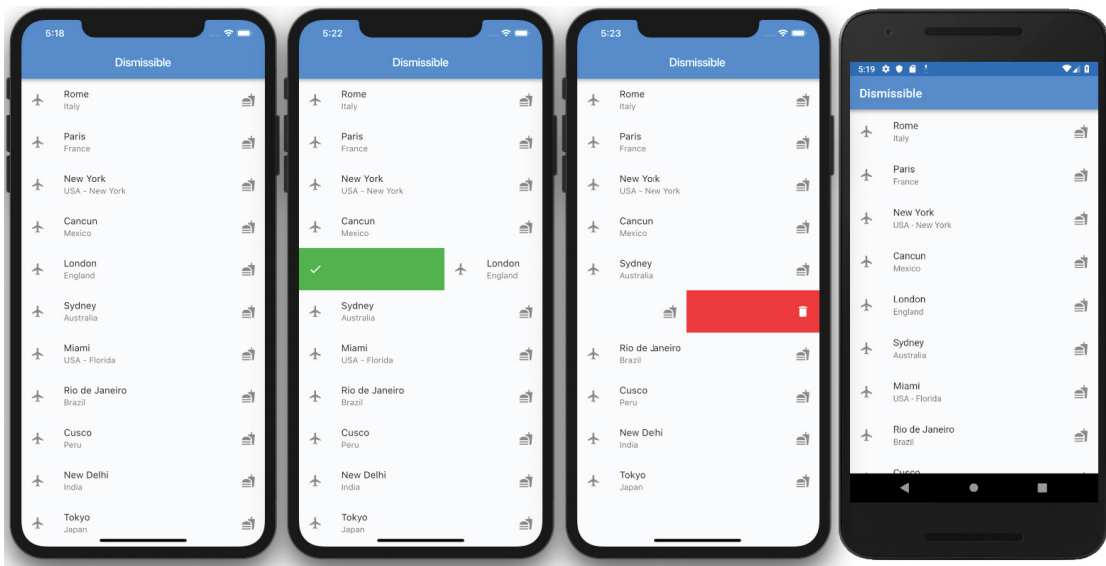 5:18
Dismissible
Rome
Italy
Paris
France
New York
USA - New York
Cancun
Mexico
London
England
Sydney
Australia
Miami
USA - Florida
Rio de Janeiro
Brazil
Cusco
Peru
New Delhi
India
Tokyo
Japan
5:22
Dismissible
Rome
Italy
Paris
France
New York
USA - New York
Cancun
Mexico
London
England
Sydney
Australia
Miami
USA - Florida
Rio de Janeiro
Brazil
Cusco
Peru
New Delhi
India
Tokyo
Japan
5:23
Dismissible
Rome
Italy
Paris
France
New York
USA - New York
Cancun
Mexico
Sydney
Australia
Rio de Janeiro
Brazil
Cusco
Peru
New Dehi
India
Tokyo
Japan
5:19
Dismissible
Rome
Italy
Paris
France
New York
USA - New York
Cancun
Mexico
London
England
Sydney
Australia
Miami
USA - Florida
Rio de Janeiro
Brazil
Cusco